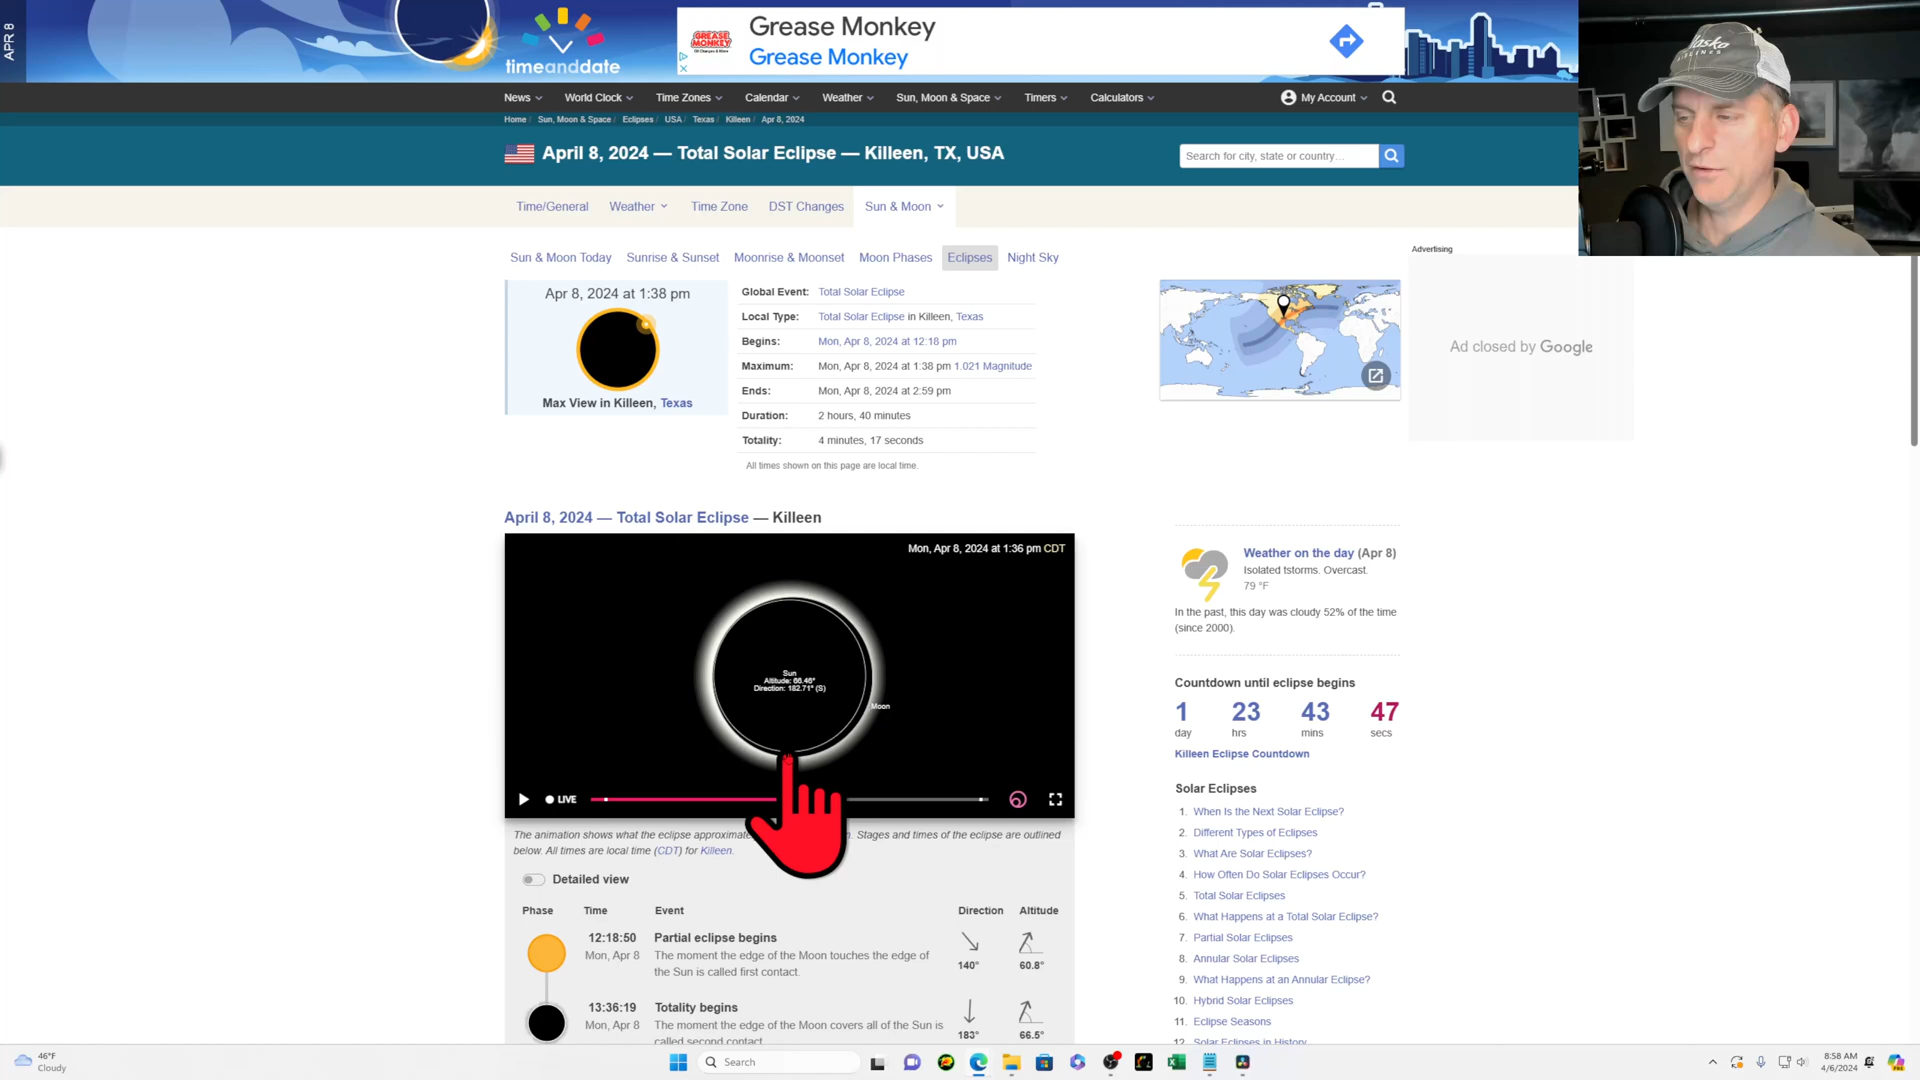 APR 8
timeanddate
GREASE MONKEY
Grease Monkey
Grease Monkey
News
World Clock
Time Zones
Calendar
Weather
Sun, Moon & Space
Timers
Calculators
My Account
Home / Sun, Moon & Space / Eclipses / USA / Texas / Killeen / Apr 8, 2024
April 8, 2024 — Total Solar Eclipse — Killeen, TX, USA
Search for city, state or country…
Time/General
Weather
Time Zone
DST Changes
Sun & Moon
Sun & Moon Today
Sunrise & Sunset
Moonrise & Moonset
Moon Phases
Eclipses
Night Sky
Advertising
Ad closed by Google
Apr 8, 2024 at 1:38 pm
Max View in Killeen, Texas
Global Event: Total Solar Eclipse
Local Type: Total Solar Eclipse in Killeen, Texas
Begins: Mon, Apr 8, 2024 at 12:18 pm
Maximum: Mon, Apr 8, 2024 at 1:38 pm 1.021 Magnitude
Ends: Mon, Apr 8, 2024 at 2:59 pm
Duration: 2 hours, 40 minutes
Totality: 4 minutes, 17 seconds
All times shown on this page are local time.
April 8, 2024 — Total Solar Eclipse — Killeen
Mon, Apr 8, 2024 at 1:36 pm CDT
Sun
Altitude: 66.46°
Direction: 182.71° (S)
Moon
LIVE
The animation shows what the eclipse approximate
Stages and times of the eclipse are outlined
below. All times are local time (CDT) for Killeen.
Detailed view
Phase Time Event Direction Altitude
12:18:50
Mon, Apr 8
Partial eclipse begins
The moment the edge of the Moon touches the edge of
the Sun is called first contact.
140° 60.8°
13:36:19
Mon, Apr 8
Totality begins
The moment the edge of the Moon covers all of the Sun is
called second contact.
183° 66.5°
Weather on the day (Apr 8)
Isolated tstorms. Overcast.
79 °F
In the past, this day was cloudy 52% of the time
(since 2000).
Countdown until eclipse begins
1 23 43 47
day hrs mins secs
Killeen Eclipse Countdown
Solar Eclipses
1. When Is the Next Solar Eclipse?
2. Different Types of Eclipses
3. What Are Solar Eclipses?
4. How Often Do Solar Eclipses Occur?
5. Total Solar Eclipses
6. What Happens at a Total Solar Eclipse?
7. Partial Solar Eclipses
8. Annular Solar Eclipses
9. What Happens at an Annular Eclipse?
10. Hybrid Solar Eclipses
11. Eclipse Seasons
12. Solar Eclipses in History
46°F
Cloudy
Search
8:58 AM
4/6/2024
Alaska
AIRLINES